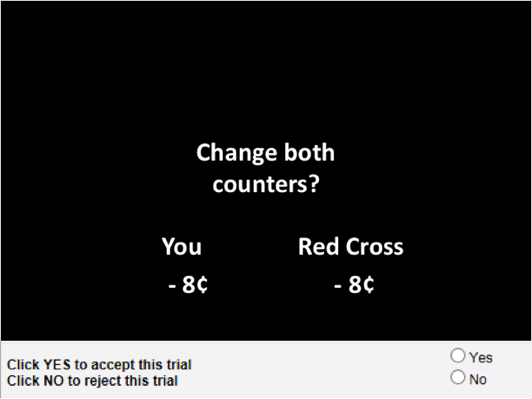 Change both
counters?
You Red Cross
- 8¢ - 8¢
Click YES to accept this trial
Click NO to reject this trial
Yes
No